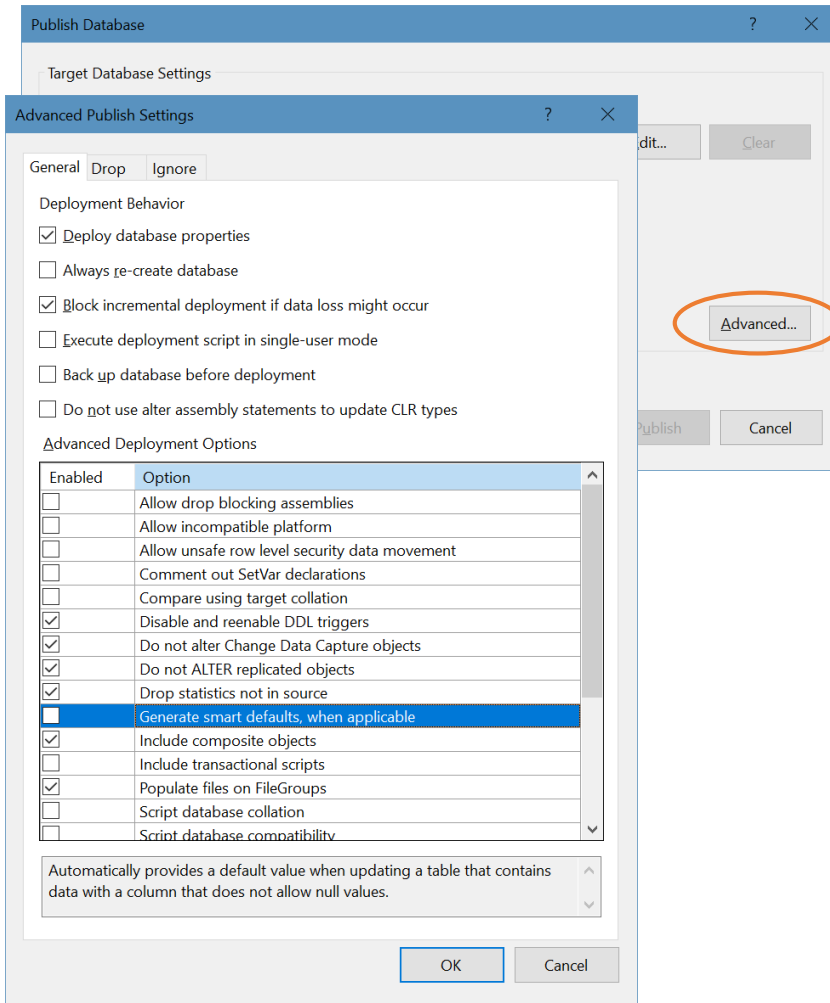 Publish Database
?
Target Database Settings
Advanced Publish Settings
?
dit...
Clear
General
Drop
Ignore
Deployment Behavior
Deploy database properties
Always re-create database
Block incremental deployment if data loss might occur
Execute deployment script in single-user mode
Back up database before deployment
Do not use alter assembly statements to update CLR types
Advanced...
Publish
Cancel
Advanced Deployment Options
Enabled
Option
Allow drop blocking assemblies
Allow incompatible platform
Allow unsafe row level security data movement
Comment out SetVar declarations
Compare using target collation
Disable and reenable DDL triggers
Do not alter Change Data Capture objects
Do not ALTER replicated objects
Drop statistics not in source
Generate smart defaults, when applicable
Include composite objects
Include transactional scripts
Populate files on FileGroups
Script database collation
Script database compatibility
Automatically provides a default value when updating a table that contains
data with a column that does not allow null values.
OK
Cancel